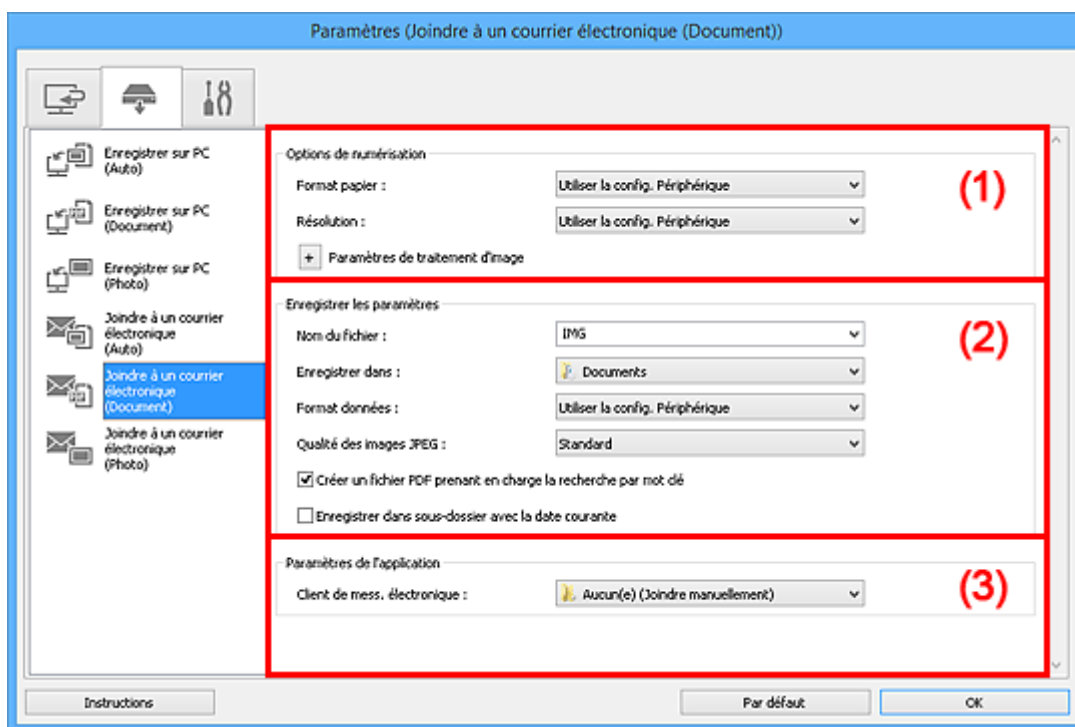 Paramètres (Joindre à un courrier électronique (Document))
Enregistrer sur PC
(Auto)
Enregistrer sur PC
(Document)
Enregistrer sur PC
(Photo)
Joindre à un courrier
électronique
(Auto)
Joindre à un courrier
électronique
(Document)
Joindre à un courrier
électronique
(Photo)
Options de numérisation
(1)
Format papier : Utiliser la config. Périphérique
Résolution : Utiliser la config. Périphérique
+ Paramètres de traitement d'image
Enregistrer les paramètres
(2)
Nom du fichier : IMG
Enregistrer dans : Documents
Format données : Utiliser la config. Périphérique
Qualité des images JPEG : Standard
Créer un fichier PDF prenant en charge la recherche par mot clé
Enregistrer dans sous-dossier avec la date courante
Paramètres de l'application
(3)
Client de mess. électronique : Aucun(e) (Joindre manuellement)
Instructions
Par défaut
OK